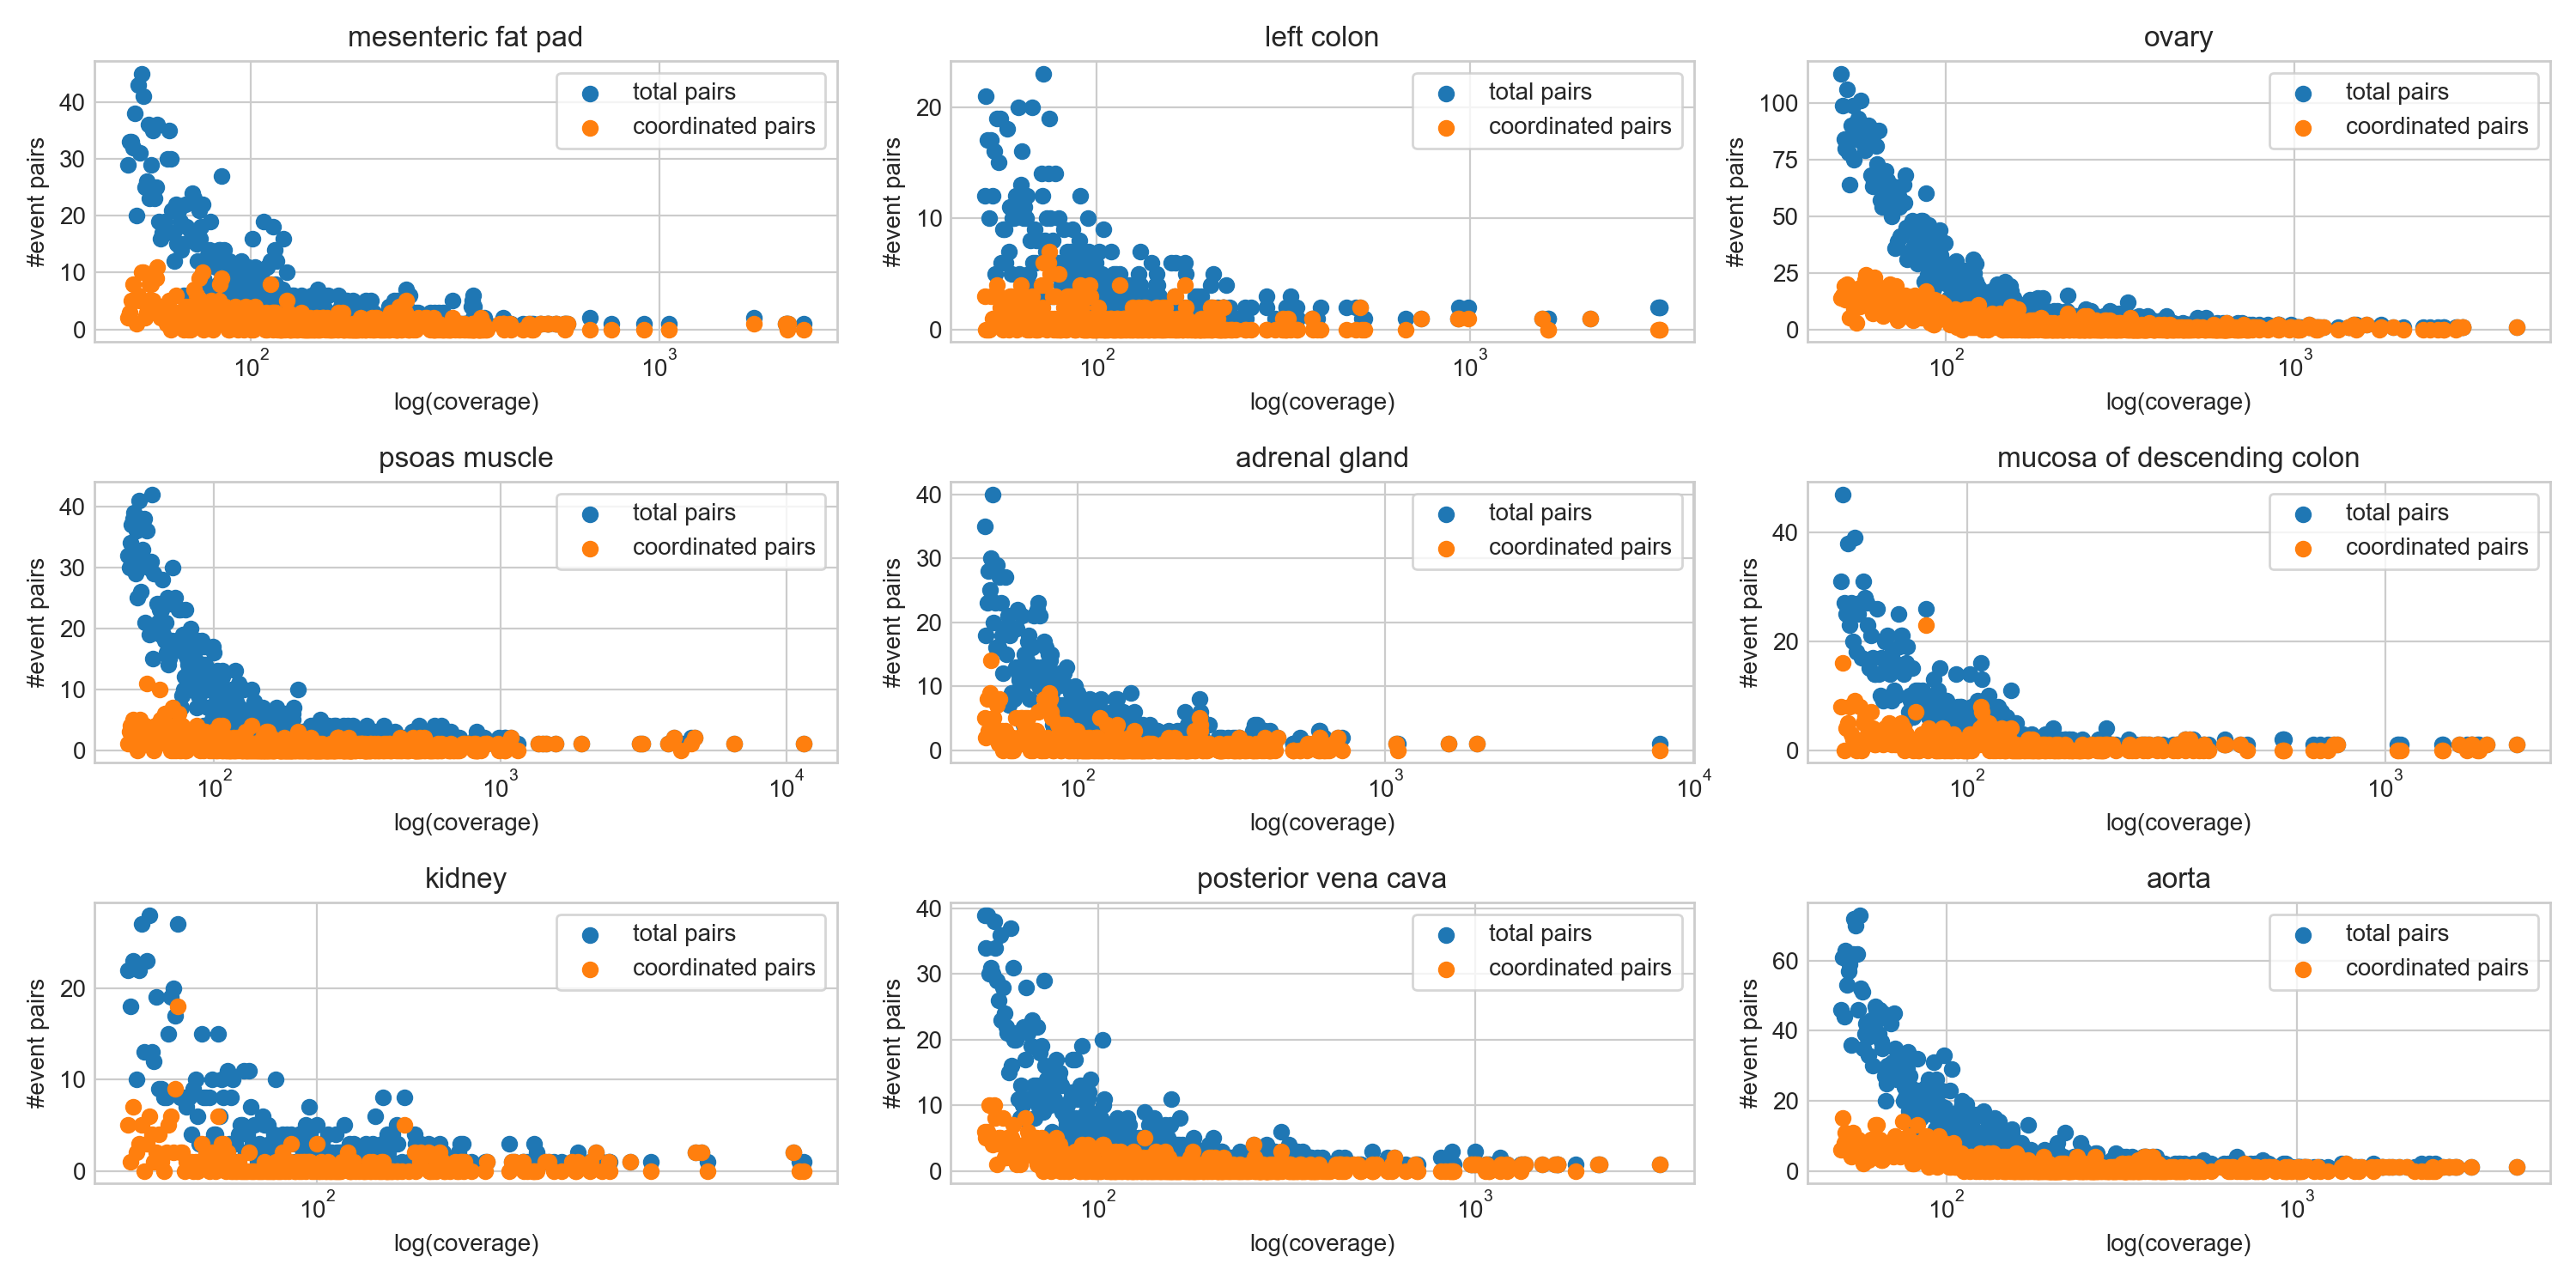 mesenteric fat pad
#event pairs
40
30
20
10
0
total pairs
coordinated pairs
10^2
10^3
log(coverage)
left colon
#event pairs
20
10
0
total pairs
coordinated pairs
10^2
10^3
log(coverage)
ovary
#event pairs
100
75
50
25
0
total pairs
coordinated pairs
10^2
10^3
log(coverage)
psoas muscle
#event pairs
40
30
20
10
0
total pairs
coordinated pairs
10^2
10^3
10^4
log(coverage)
adrenal gland
#event pairs
40
30
20
10
0
total pairs
coordinated pairs
10^2
10^3
10^4
log(coverage)
mucosa of descending colon
#event pairs
40
20
0
total pairs
coordinated pairs
10^2
10^3
log(coverage)
kidney
#event pairs
20
10
0
total pairs
coordinated pairs
10^2
log(coverage)
posterior vena cava
#event pairs
40
30
20
10
0
total pairs
coordinated pairs
10^2
10^3
log(coverage)
aorta
#event pairs
60
40
20
0
total pairs
coordinated pairs
10^2
10^3
log(coverage)